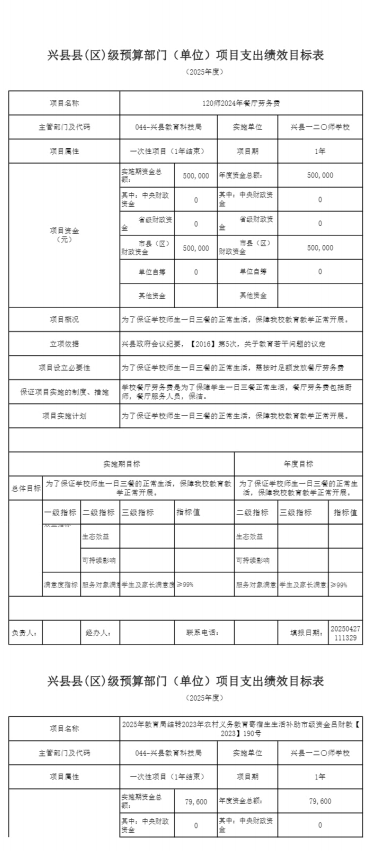 兴县县(区)级预算部门（单位）项目支出绩效目标表
（2025年度）
项目名称 120师2024年餐厅劳务费
主管部门及代码 044-兴县教育科技局 实施单位 兴县一二〇师学校
项目属性 一次性项目（1年结束） 项目期 1年
项目资金
（元）
实施期资金总额： 500,000 年度资金总额： 500,000
其中：中央财政资金 0 其中：中央财政资金 0
省级财政资金 0 省级财政资金 0
市县（区）财政资金 500,000 市县（区）财政资金 500,000
单位自筹 0 单位自筹 0
其他资金 其他资金
项目概况 为了保证学校师生一日三餐的正常生活，保障我校教育教学正常开展。
立项依据 兴县政府会议纪要，【2016】第5次，关于教育若干问题的议定
项目设立必要性 为了保证学校师生一日三餐的正常生活，需按时足额发放餐厅劳务费
保证项目实施的制度、措施 学校餐厅劳务费是为了保障学生一日三餐正常生活，餐厅劳务费包括厨师，餐厅服务人员，保洁。
项目实施计划 为了保证学校师生一日三餐的正常生活，保障我校教育教学正常开展。
实施期目标 年度目标
总体目标 为了保证学校师生一日三餐的正常生活，保障我校教育教学正常开展。 为了保证学校师生一日三餐的正常生活，保障我校教育教学正常开展。
一级指标 二级指标 三级指标 指标值 二级指标 三级指标 指标值
生态效益 生态效益
可持续影响 可持续影响
满意度指标 服务对象满意 学生及家长满意度 ≥99% 服务对象满意 学生及家长满意 ≥99%
负责人： 经办人： 联系电话： 填报日期： 20250427
111329
兴县县(区)级预算部门（单位）项目支出绩效目标表
（2025年度）
项目名称 2025年教育局结转2023年农村义务教育寄宿生生活补助市级资金吕财教【2023】190号
主管部门及代码 044-兴县教育科技局 实施单位 兴县一二〇师学校
项目属性 一次性项目（1年结束） 项目期 1年
实施期资金总额： 79,600 年度资金总额： 79,600
其中：中央财政资金 0 其中：中央财政资金 0